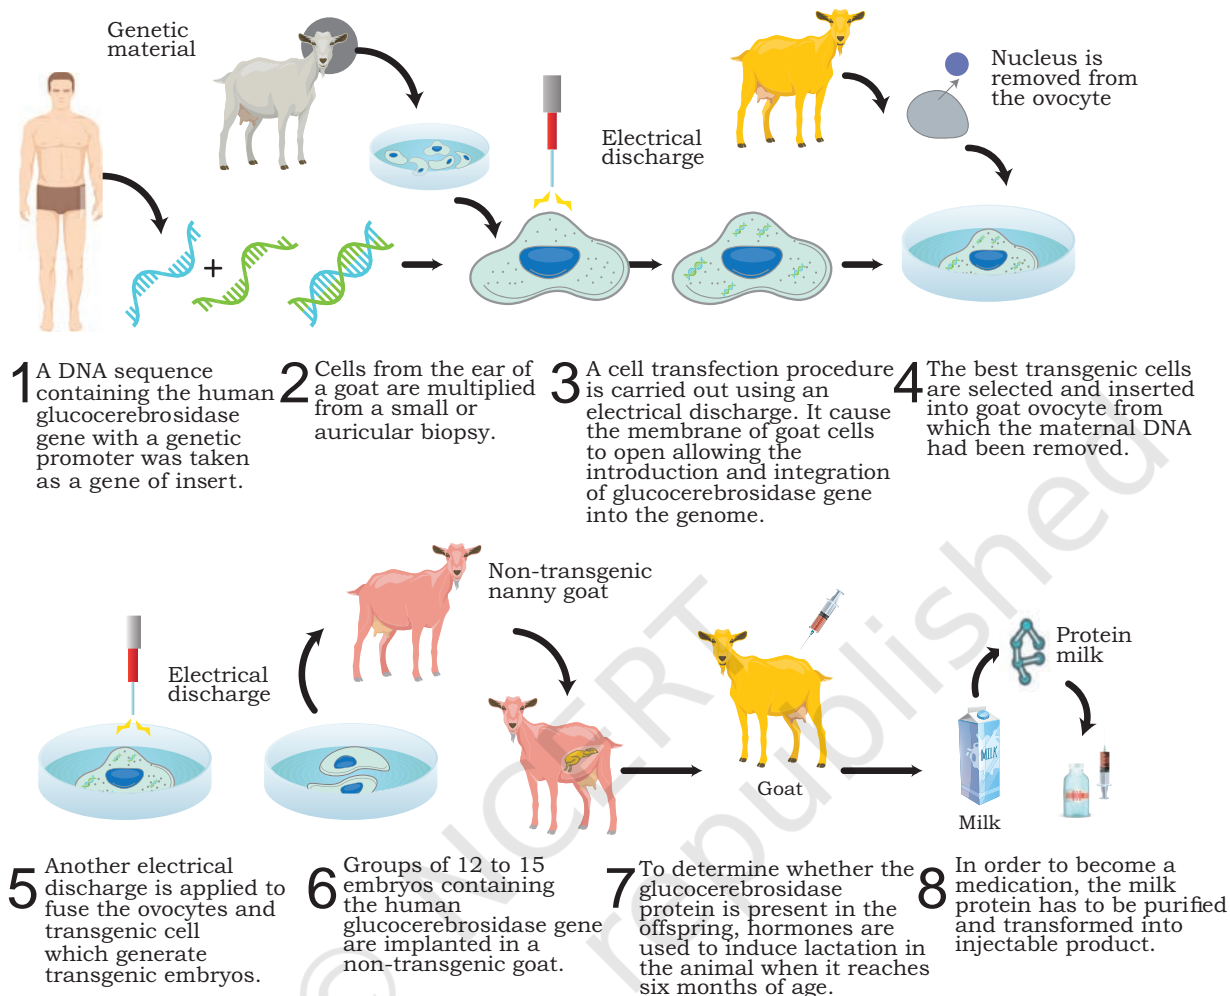 Genetic
material
Nucleus is
removed from
the ovocyte
Electrical
discharge
+
1 A DNA sequence
containing the human
glucocerebrosidase
gene with a genetic
promoter was taken
as a gene of insert.
2 Cells from the ear of
a goat are multiplied
from a small or
auricular biopsy.
3 A cell transfection procedure
is carried out using an
electrical discharge. It cause
the membrane of goat cells
to open allowing the
introduction and integration
of glucocerebrosidase gene
into the genome.
4 The best transgenic cells
are selected and inserted
into goat ovocyte from
which the maternal DNA
had been removed.
Non-transgenic
nanny goat
Electrical
discharge
Goat
Protein
milk
MILK
Milk
5 Another electrical
discharge is applied to
fuse the ovocytes and
transgenic cell
which generate
transgenic embryos.
6 Groups of 12 to 15
embryos containing
the human
glucocerebrosidase gene
are implanted in a
non-transgenic goat.
7 To determine whether the
glucocerebrosidase
protein is present in the
offspring, hormones are
used to induce lactation in
the animal when it reaches
six months of age.
8 In order to become a
medication, the milk
protein has to be purified
and transformed into
injectable product.
© NCERT
republished